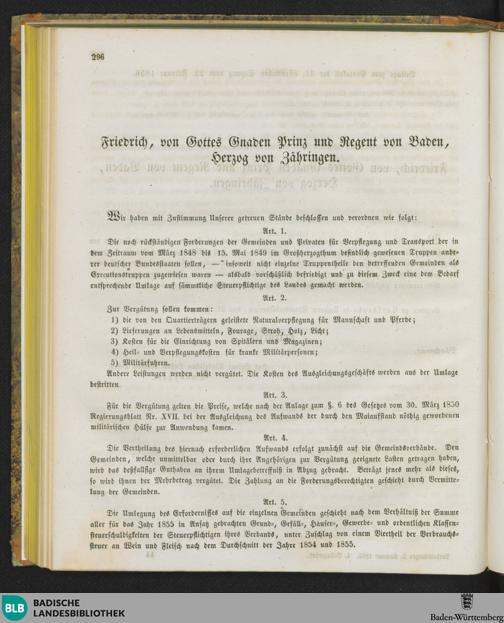 296
Friedrich, von Gottes Gnaden Prinz und Regent von Baden,
Herzog von Zähringen.
Wir haben mit Zustimmung Unserer getreuen Stände beschlossen und verordnen wie folgt:
Art. 1.
Die noch rückständigen Forderungen der Gemeinden und Privaten für Verpflegung und Transport der in
dem Zeitraum vom März 1848 bis 15. Mai 1849 im Großherzogthum befindlich gewesenen Truppen ande-
rer deutscher Bundesstaaten sollen, — insoweit nicht einzelne Truppentheile den betreffenden Gemeinden als
Executionstruppen zugewiesen waren — alsbald vorschüßlich befriedigt und zu diesem Zweck eine dem Bedarf
entsprechende Umlage auf sämmtliche Steuerpflichtige des Landes gemacht werden.
Art. 2.
Zur Vergütung sollen kommen:
1) die von den Quartierträgern geleistete Naturalverpflegung für Mannschaft und Pferde;
2) Lieferungen an Lebensmitteln, Fourage, Stroh, Holz, Licht;
3) Kosten für die Einrichtung von Spitälern und Magazinen;
4) Heil- und Verpflegungskosten für kranke Militärpersonen;
5) Militärfuhren.
Andere Leistungen werden nicht vergütet. Die Kosten des Ausgleichungsgeschäfts werden aus der Umlage
bestritten.
Art. 3.
Für die Vergütung gelten die Preise, welche nach der Anlage zum §. 6 des Gesetzes vom 30. März 1850
Regierungsblatt Nr. XVII. bei der Ausgleichung des Aufwands der durch den Maiaufstand nöthig gewordenen
militärischen Hülfe zur Anwendung kamen.
Art. 4.
Die Vertheilung des hiernach erforderlichen Aufwands erfolgt zunächst auf die Gemeindsverbände. Den
Gemeinden, welche unmittelbar oder durch ihre Angehörigen zur Vergütung geeignete Lasten getragen haben,
wird das desfallsige Guthaben an ihrem Umlagebetreffniß in Abzug gebracht. Beträgt jenes mehr als dieses,
so wird ihnen der Mehrbetrag vergütet. Die Zahlung an die Forderungsberechtigten geschieht durch Vermitte-
lung der Gemeinden.
Art. 5.
Die Umlegung des Erfordernisses auf die einzelnen Gemeinden geschieht nach dem Verhältniß der Summe
aller für das Jahr 1855 in Ansatz gebrachten Grund-, Gefäll-, Häuser-, Gewerbe- und ordentlichen Klassen-
steuerschuldigkeiten der Steuerpflichtigen ihres Verbands, unter Zuschlag von einem Viertheil der Verbrauchs-
steuer an Wein und Fleisch nach dem Durchschnitt der Jahre 1854 und 1855.
BLB BADISCHE
LANDESBIBLIOTHEK
Baden-Württemberg